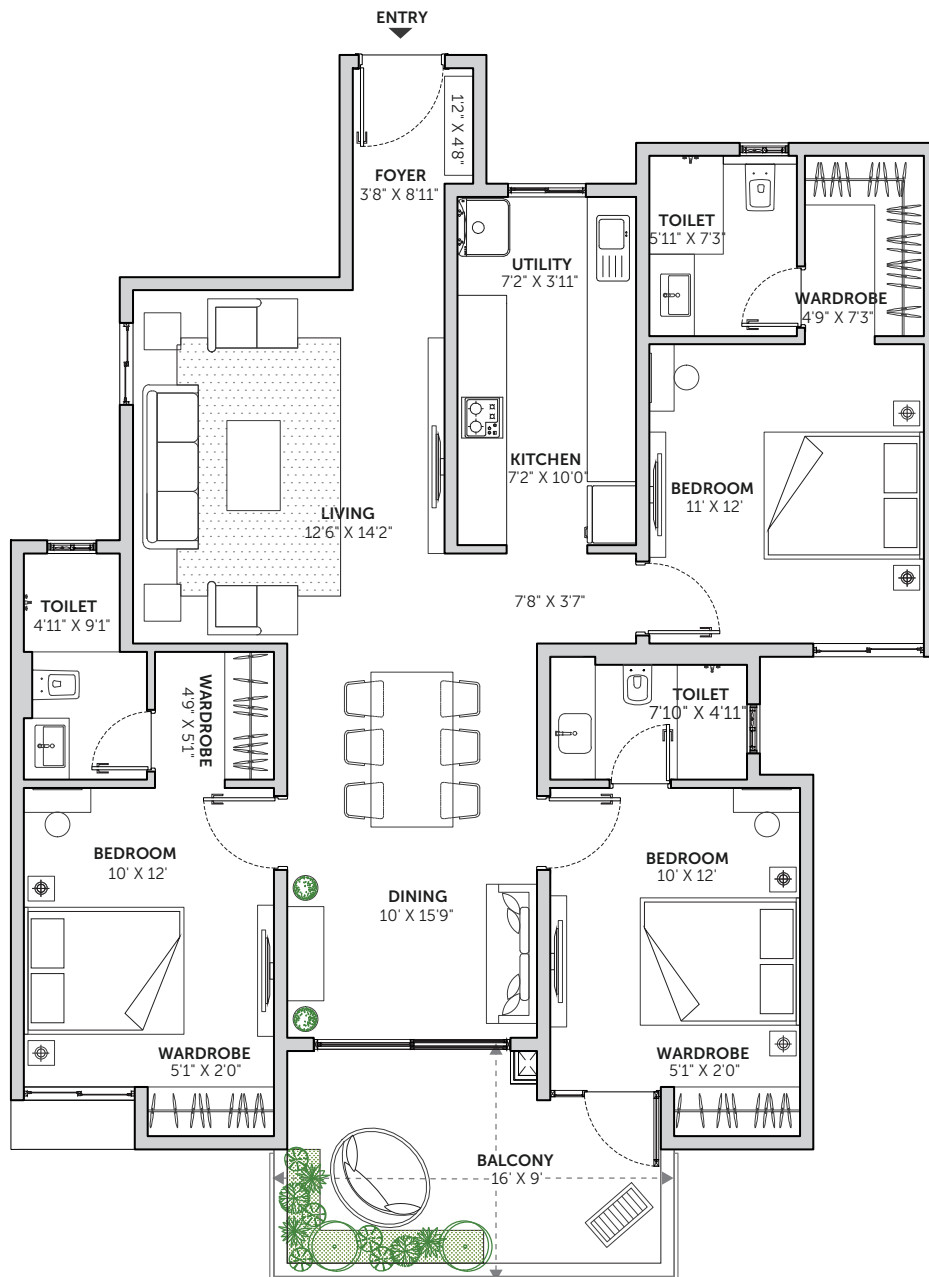 ENTRY
1'2" X 4'8"
FOYER
3'8" X 8'11"
TOILET
5'11" X 7'3"
UTILITY
7'2" X 3'11"
WARDROBE
4'9" X 7'3"
KITCHEN
7'2" X 10'0"
BEDROOM
11' X 12'
LIVING
12'6" X 14'2"
7'8" X 3'7"
TOILET
4'11" X 9'1"
WARDROBE
4'9" X 5'1"
TOILET
7'10" X 4'11"
BEDROOM
10' X 12'
BEDROOM
10' X 12'
DINING
10' X 15'9"
WARDROBE
5'1" X 2'0"
WARDROBE
5'1" X 2'0"
BALCONY
16' X 9'